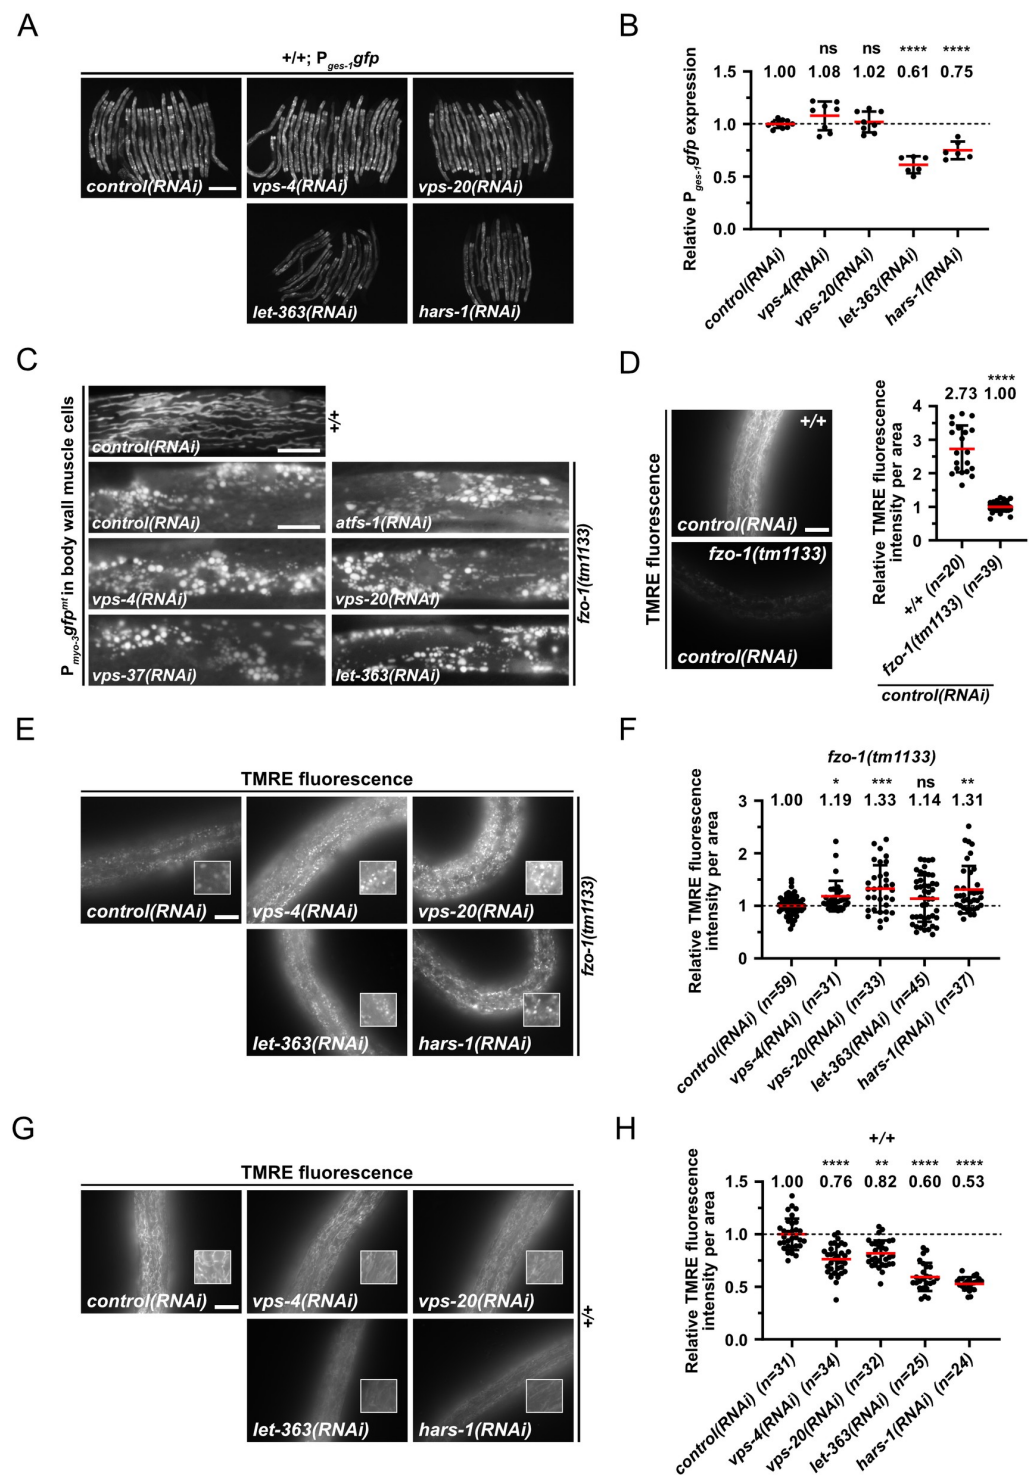 A
+/+; Pges-1gfp
control(RNAi)
vps-4(RNAi)
vps-20(RNAi)
let-363(RNAi)
hars-1(RNAi)
B
ns ns **** ****
1.00 1.08 1.02 0.61 0.75
Relative Pges-1gfp expression
1.5
1.0
0.5
0.0
control(RNAi)
vps-4(RNAi)
vps-20(RNAi)
let-363(RNAi)
hars-1(RNAi)
C
Pmyo-3gfpmt in body wall muscle cells
control(RNAi)
+/+
control(RNAi)
atfs-1(RNAi)
vps-4(RNAi)
vps-20(RNAi)
vps-37(RNAi)
let-363(RNAi)
fzo-1(tm1133)
D
TMRE fluorescence
+/+
control(RNAi)
fzo-1(tm1133)
control(RNAi)
****
2.73 1.00
Relative TMRE fluorescence
intensity per area
4
3
2
1
0
+/+ (n=20)
fzo-1(tm1133) (n=39)
control(RNAi)
E
TMRE fluorescence
control(RNAi)
vps-4(RNAi)
vps-20(RNAi)
let-363(RNAi)
hars-1(RNAi)
fzo-1(tm1133)
F
fzo-1(tm1133)
* *** ns **
1.00 1.19 1.33 1.14 1.31
Relative TMRE fluorescence
intensity per area
3
2
1
0
control(RNAi) (n=59)
vps-4(RNAi) (n=31)
vps-20(RNAi) (n=33)
let-363(RNAi) (n=45)
hars-1(RNAi) (n=37)
G
TMRE fluorescence
control(RNAi)
vps-4(RNAi)
vps-20(RNAi)
let-363(RNAi)
hars-1(RNAi)
+/+
H
+/+
**** ** **** ****
1.00 0.76 0.82 0.60 0.53
Relative TMRE fluorescence
intensity per area
1.5
1.0
0.5
0.0
control(RNAi) (n=31)
vps-4(RNAi) (n=34)
vps-20(RNAi) (n=32)
let-363(RNAi) (n=25)
hars-1(RNAi) (n=24)